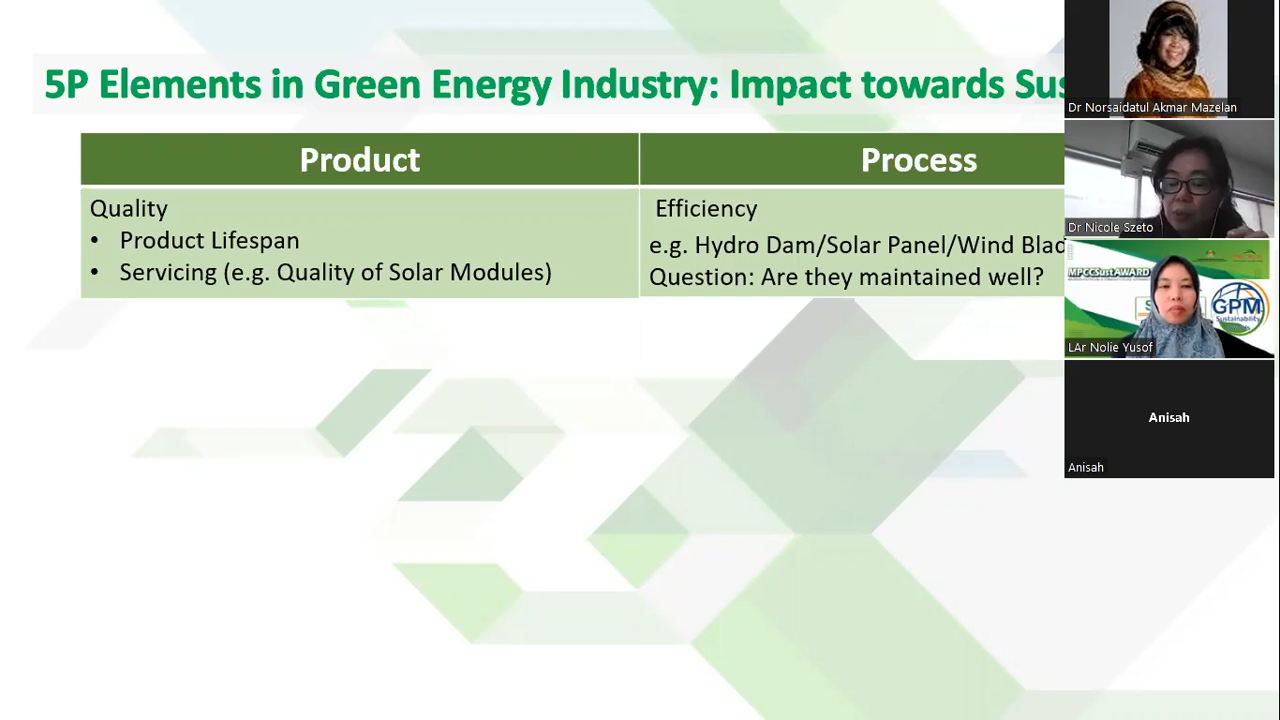 5P Elements in Green Energy Industry: Impact towards Sus
Product
Process
Quality
• Product Lifespan
• Servicing (e.g. Quality of Solar Modules)
Efficiency
e.g. Hydro Dam/Solar Panel/Wind Blad
Question: Are they maintained well?
Dr Norsaidatul Akmar Mazelan
Dr Nicole Szeto
MPCCSustAWARD
GPM
Sustainability
LAr Nolie Yusof
Anisah
Anisah